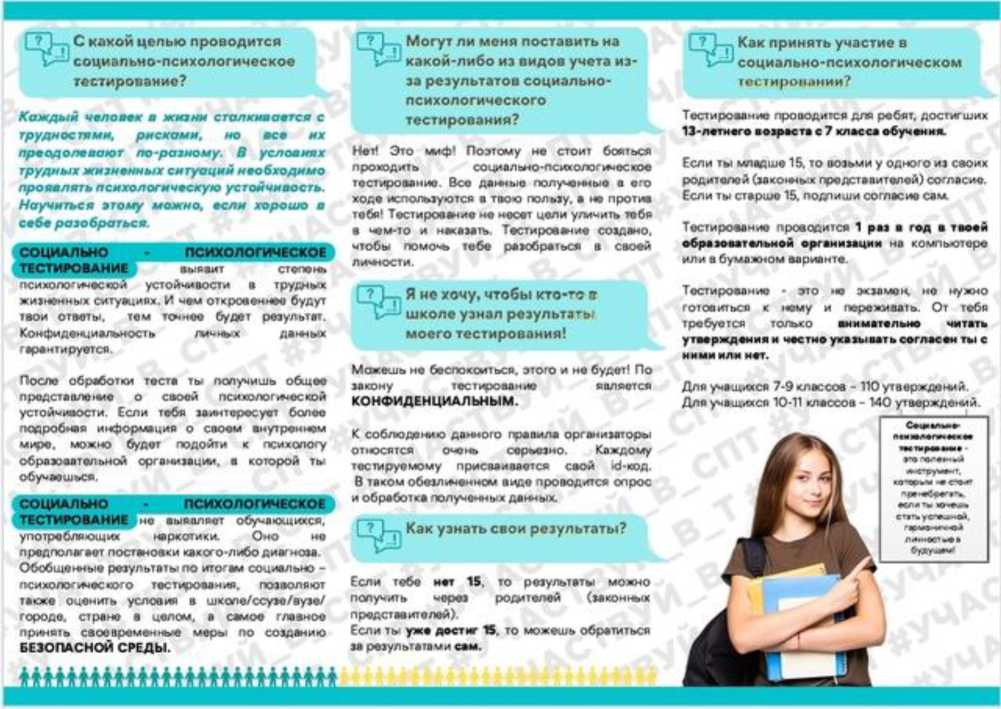 С какой целью проводится
социально-психологическое
тестирование?
Каждый человек в жизни сталкивается с
трудностями, рисками, но все их
преодолевают по-разному. В условиях
трудных жизненных ситуаций необходимо
проявлять психологическую устойчивость.
Научиться этому можно, если хорошо в
себе разобраться.
СОЦИАЛЬНО - ПСИХОЛОГИЧЕСКОЕ
ТЕСТИРОВАНИЕ выявит степень
психологической устойчивости в трудных
жизненных ситуациях. И чем откровеннее будут
твои ответы, тем точнее будет результат.
Конфиденциальность личных данных
гарантируется.
После обработки теста ты получишь общее
представление о своей психологической
устойчивости. Если тебя заинтересует более
подробная информация о своем внутреннем
мире, можно будет подойти к психологу
образовательной организации, в которой ты
обучаешься.
СОЦИАЛЬНО - ПСИХОЛОГИЧЕСКОЕ
ТЕСТИРОВАНИЕ не выявляет обучающихся,
употребляющих наркотики. Оно не
предполагает постановки какого-либо диагноза.
Обобщенные результаты по итогам социально –
психологического тестирования, позволяют
также оценить условия в школе/ссузе/вузе/
городе, стране в целом, а самое главное
принять своевременные меры по созданию
БЕЗОПАСНОЙ СРЕДЫ.
Могут ли меня поставить на
какой-либо из видов учета из-
за результатов социально-
психологического
тестирования?
Нет! Это миф! Поэтому не стоит бояться
проходить социально-психологическое
тестирование. Все данные полученные в его
ходе используются в твою пользу, а не против
тебя! Тестирование не несет цели уличить тебя
в чем-то и наказать. Тестирование создано,
чтобы помочь тебе разобраться в своей
личности.
Я не хочу, чтобы кто-то в
школе узнал результаты
моего тестирования!
Можешь не беспокоиться, этого и не будет! По
закону тестирование является
КОНФИДЕНЦИАЛЬНЫМ.
К соблюдению данного правила организаторы
относятся очень серьезно. Каждому
тестируемому присваивается свой id-код.
В таком обезличенном виде проводится опрос
и обработка полученных данных.
Как узнать свои результаты?
Если тебе нет 15, то результаты можно
получить через родителей (законных
представителей).
Если ты уже достиг 15, то можешь обратиться
за результатами сам.
Как принять участие в
социально-психологическом
тестировании?
Тестирование проводится для ребят, достигших
13-летнего возраста с 7 класса обучения.
Если ты младше 15, то возьми у одного из своих
родителей (законных представителей) согласие.
Если ты старше 15, подпиши согласие сам.
Тестирование проводится 1 раз в год в твоей
образовательной организации на компьютере
или в бумажном варианте.
Тестирование - это не экзамен, не нужно
готовиться к нему и переживать. От тебя
требуется только внимательно читать
утверждения и честно указывать согласен ты с
ними или нет.
Для учащихся 7-9 классов – 110 утверждений.
Для учащихся 10-11 классов – 140 утверждений.
Социально-
психологическое
тестирование -
это полезный
инструмент,
которым не стоит
пренебрегать,
если ты хочешь
стать успешной,
гармоничной
личностью в
будущем!